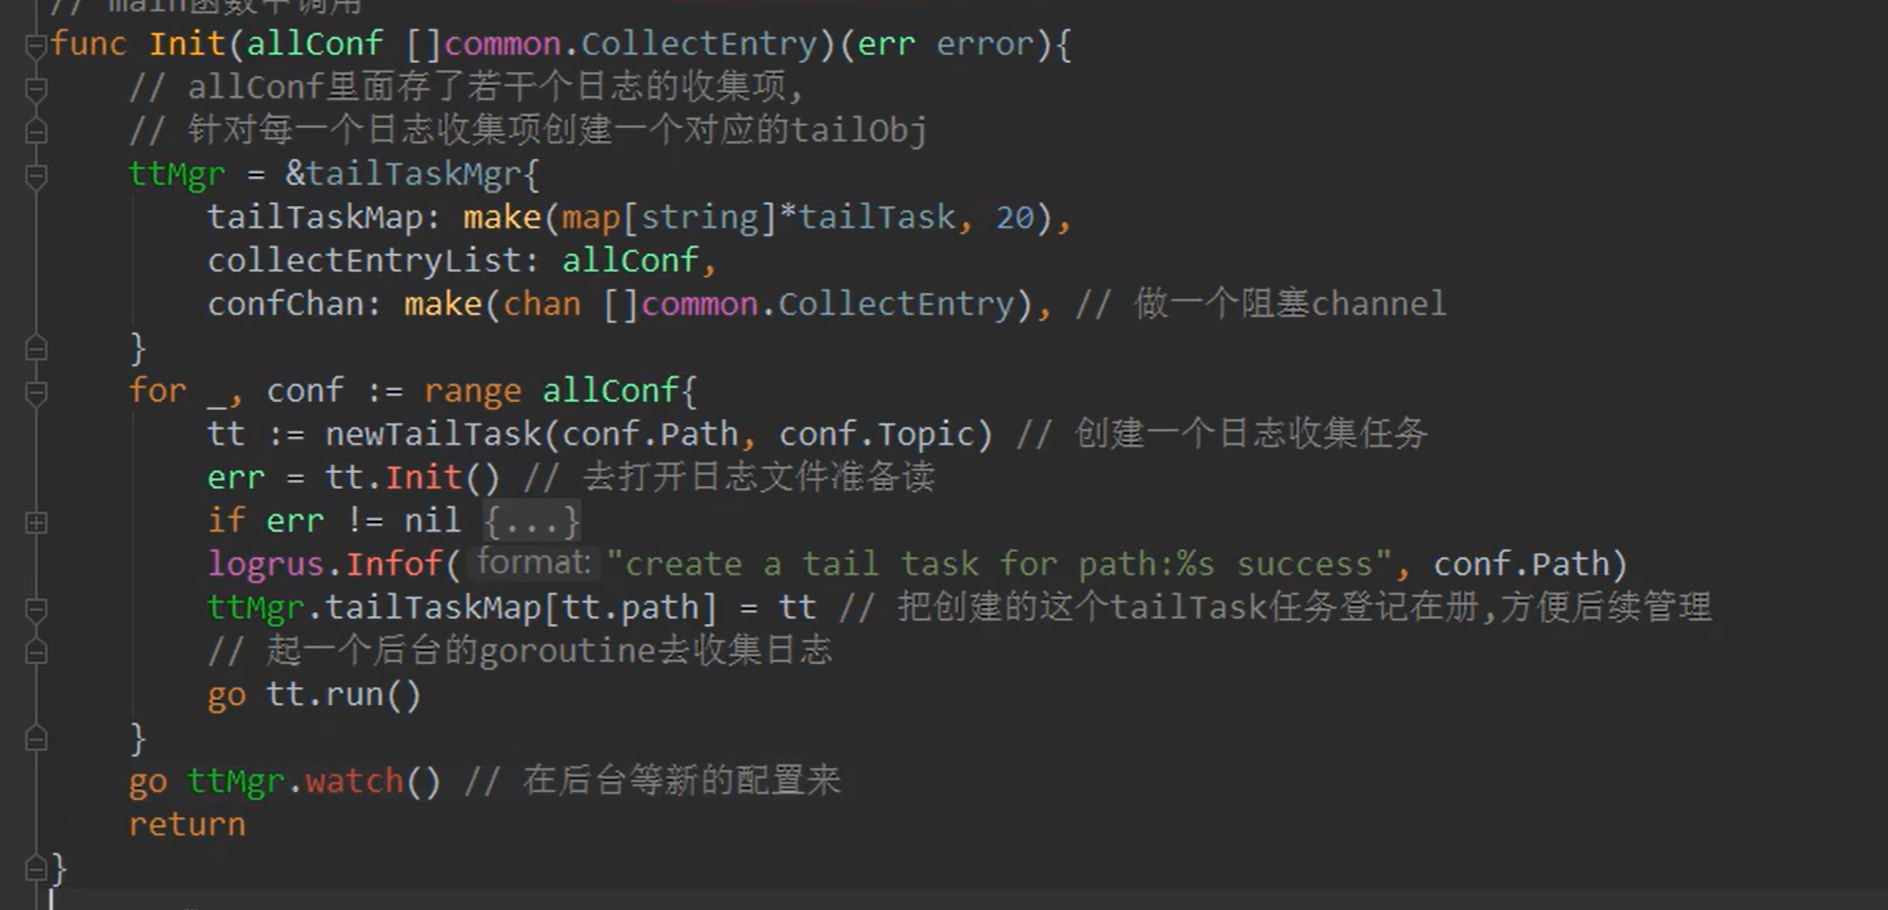 // main函数中调用
func Init(allConf []common.CollectEntry)(err error){
    // allConf里面存了若干个日志的收集项,
    // 针对每一个日志收集项创建一个对应的tailObj
    ttMgr = &tailTaskMgr{
        tailTaskMap: make(map[string]*tailTask, 20),
        collectEntryList: allConf,
        confChan: make(chan []common.CollectEntry), // 做一个阻塞channel
    }
    for _, conf := range allConf{
        tt := newTailTask(conf.Path, conf.Topic) // 创建一个日志收集任务
        err = tt.Init() // 去打开日志文件准备读
        if err != nil {...}
        logrus.Infof( format: "create a tail task for path:%s success", conf.Path)
        ttMgr.tailTaskMap[tt.path] = tt // 把创建的这个tailTask任务登记在册,方便后续管理
        // 起一个后台的goroutine去收集日志
        go tt.run()
    }
    go ttMgr.watch() // 在后台等新的配置来
    return
}